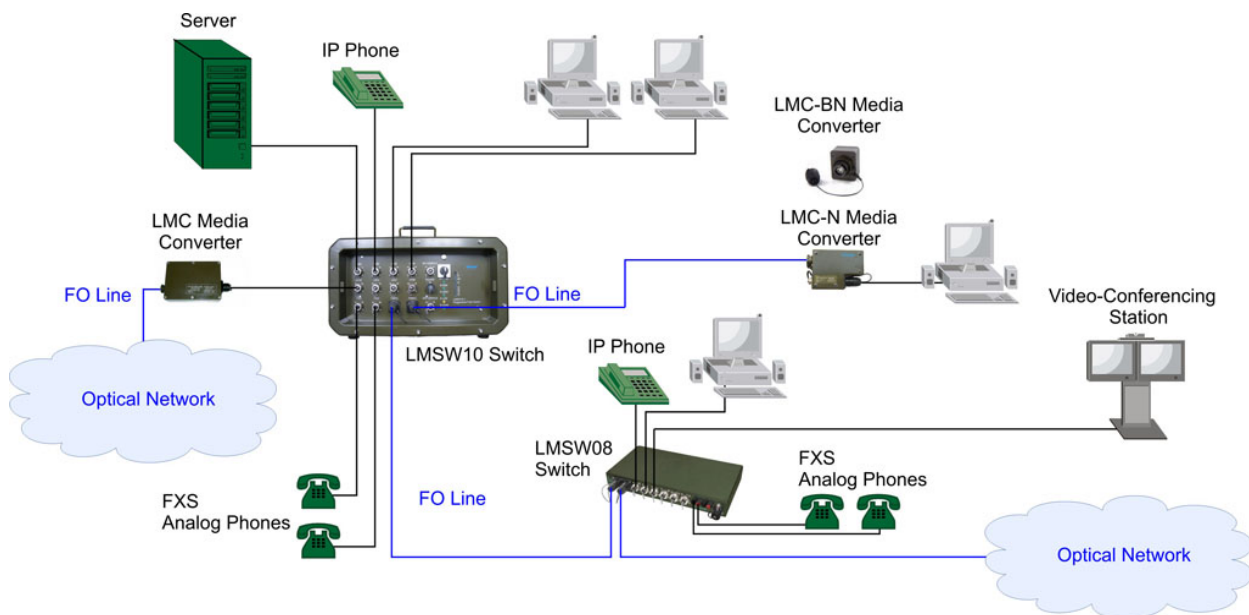 Server
IP Phone
LMC-BN Media
Converter
LMC Media
Converter
LMC-N Media
Converter
FO Line
FO Line
Video-Conferencing
Station
LMSW10 Switch
IP Phone
Optical Network
LMSW08
Switch
FXS
Analog Phones
FO Line
FXS
Analog Phones
Optical Network